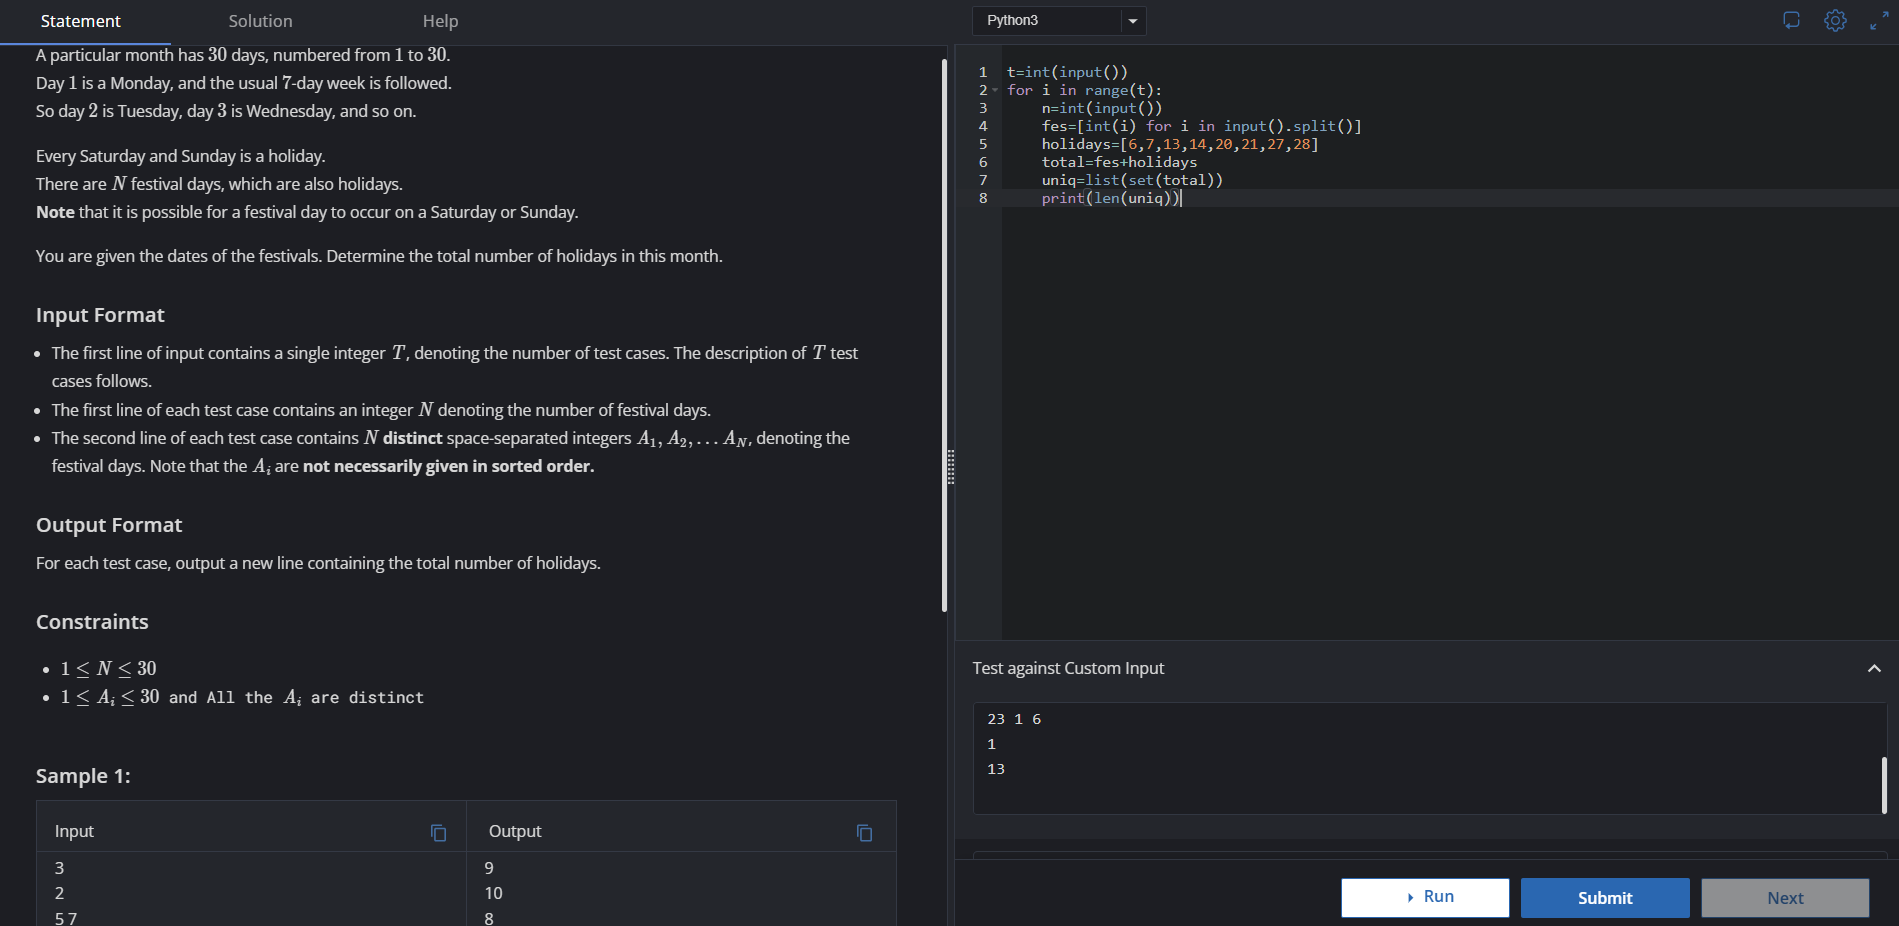 Statement
Solution
Help
A particular month has 30 days, numbered from 1 to 30.
Day 1 is a Monday, and the usual 7-day week is followed.
So day 2 is Tuesday, day 3 is Wednesday, and so on.
Every Saturday and Sunday is a holiday.
There are N festival days, which are also holidays.
Note that it is possible for a festival day to occur on a Saturday or Sunday.
You are given the dates of the festivals. Determine the total number of holidays in this month.
Input Format
• The first line of input contains a single integer T, denoting the number of test cases. The description of T test
cases follows.
• The first line of each test case contains an integer N denoting the number of festival days.
• The second line of each test case contains N distinct space-separated integers A₁, A₂, … A_N, denoting the
festival days. Note that the Aᵢ are not necessarily given in sorted order.
Output Format
For each test case, output a new line containing the total number of holidays.
Constraints
• 1 ≤ N ≤ 30
• 1 ≤ Aᵢ ≤ 30 and All the Aᵢ are distinct
Sample 1:
Input
Output
3
9
2
10
5 7
8
Python3
1 t=int(input())
2 for i in range(t):
3     n=int(input())
4     fes=[int(i) for i in input().split()]
5     holidays=[6,7,13,14,20,21,27,28]
6     total=fes+holidays
7     uniq=list(set(total))
8     print(len(uniq))
Test against Custom Input
23 1 6
1
13
Run
Submit
Next